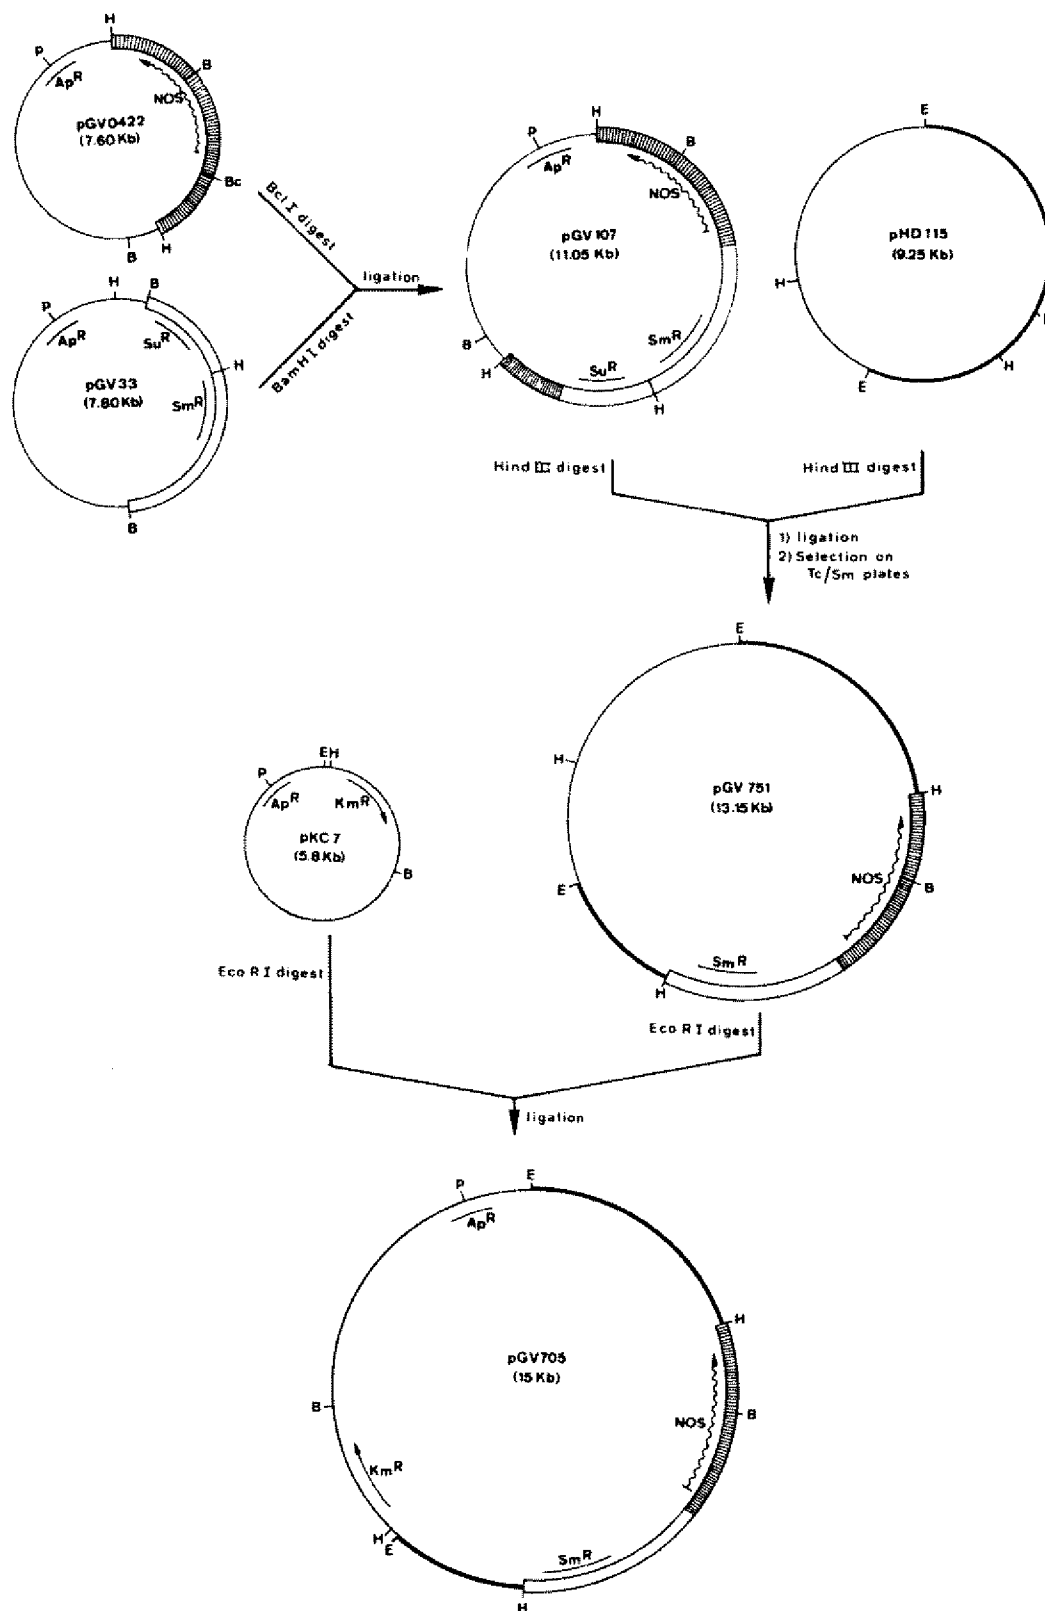 H
P
B
ApR
NOS
pGV0422
(7.60 Kb)
Bc
B
H
Bcl I digest
ligation
BamH I digest
H
B
P
ApR
SuR
H
pGV33
(7.80 Kb)
SmR
B
H
P
B
ApR
NOS
pGV107
(11.05 Kb)
SmR
B
H
SuR
H
E
pHD115
(9.25 Kb)
H
H
E
Hind III digest
Hind III digest
1) ligation
2) Selection on
Tc/Sm plates
E
H
H
pGV 751
(13.15 Kb)
NOS
B
E
SmR
H
EH
P
ApR
KmR
pKC7
(5.8 Kb)
B
Eco R I digest
Eco R I digest
ligation
P
E
ApR
H
pGV705
(15 Kb)
B
NOS
B
KmR
H
E
SmR
H